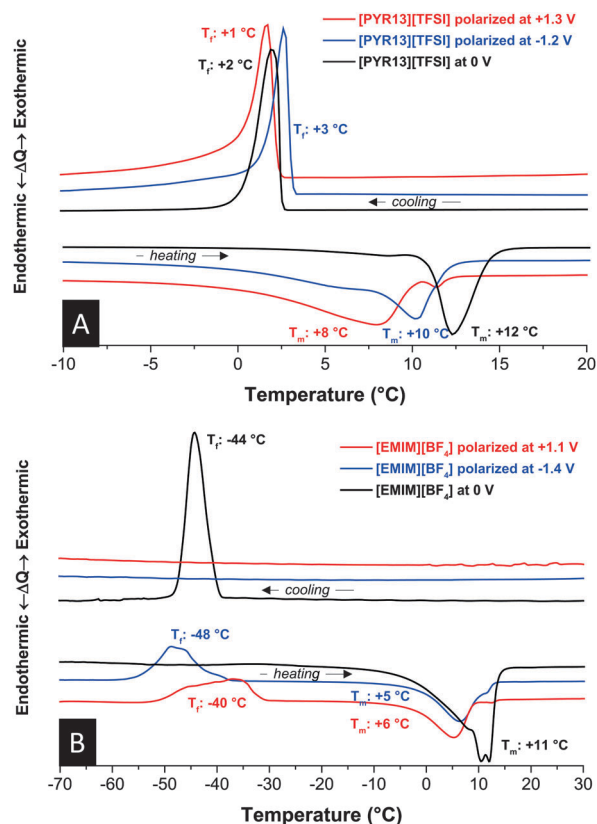 [PYR13][TFSI] polarized at +1.3 V
[PYR13][TFSI] polarized at -1.2 V
[PYR13][TFSI] at 0 V
Tf: +1 °C
Tf: +2 °C
Tf: +3 °C
cooling
heating
Tm: +8 °C
Tm: +10 °C
Tm: +12 °C
A
Endothermic ←ΔQ→ Exothermic
-10 -5 0 5 10 15 20
Temperature (°C)
[EMIM][BF4] polarized at +1.1 V
[EMIM][BF4] polarized at -1.4 V
[EMIM][BF4] at 0 V
Tf: -44 °C
cooling
Tf: -48 °C
heating
Tf: -40 °C
Tm: +5 °C
Tm: +6 °C
Tm: +11 °C
B
Endothermic ←ΔQ→ Exothermic
-70 -60 -50 -40 -30 -20 -10 0 10 20 30
Temperature (°C)